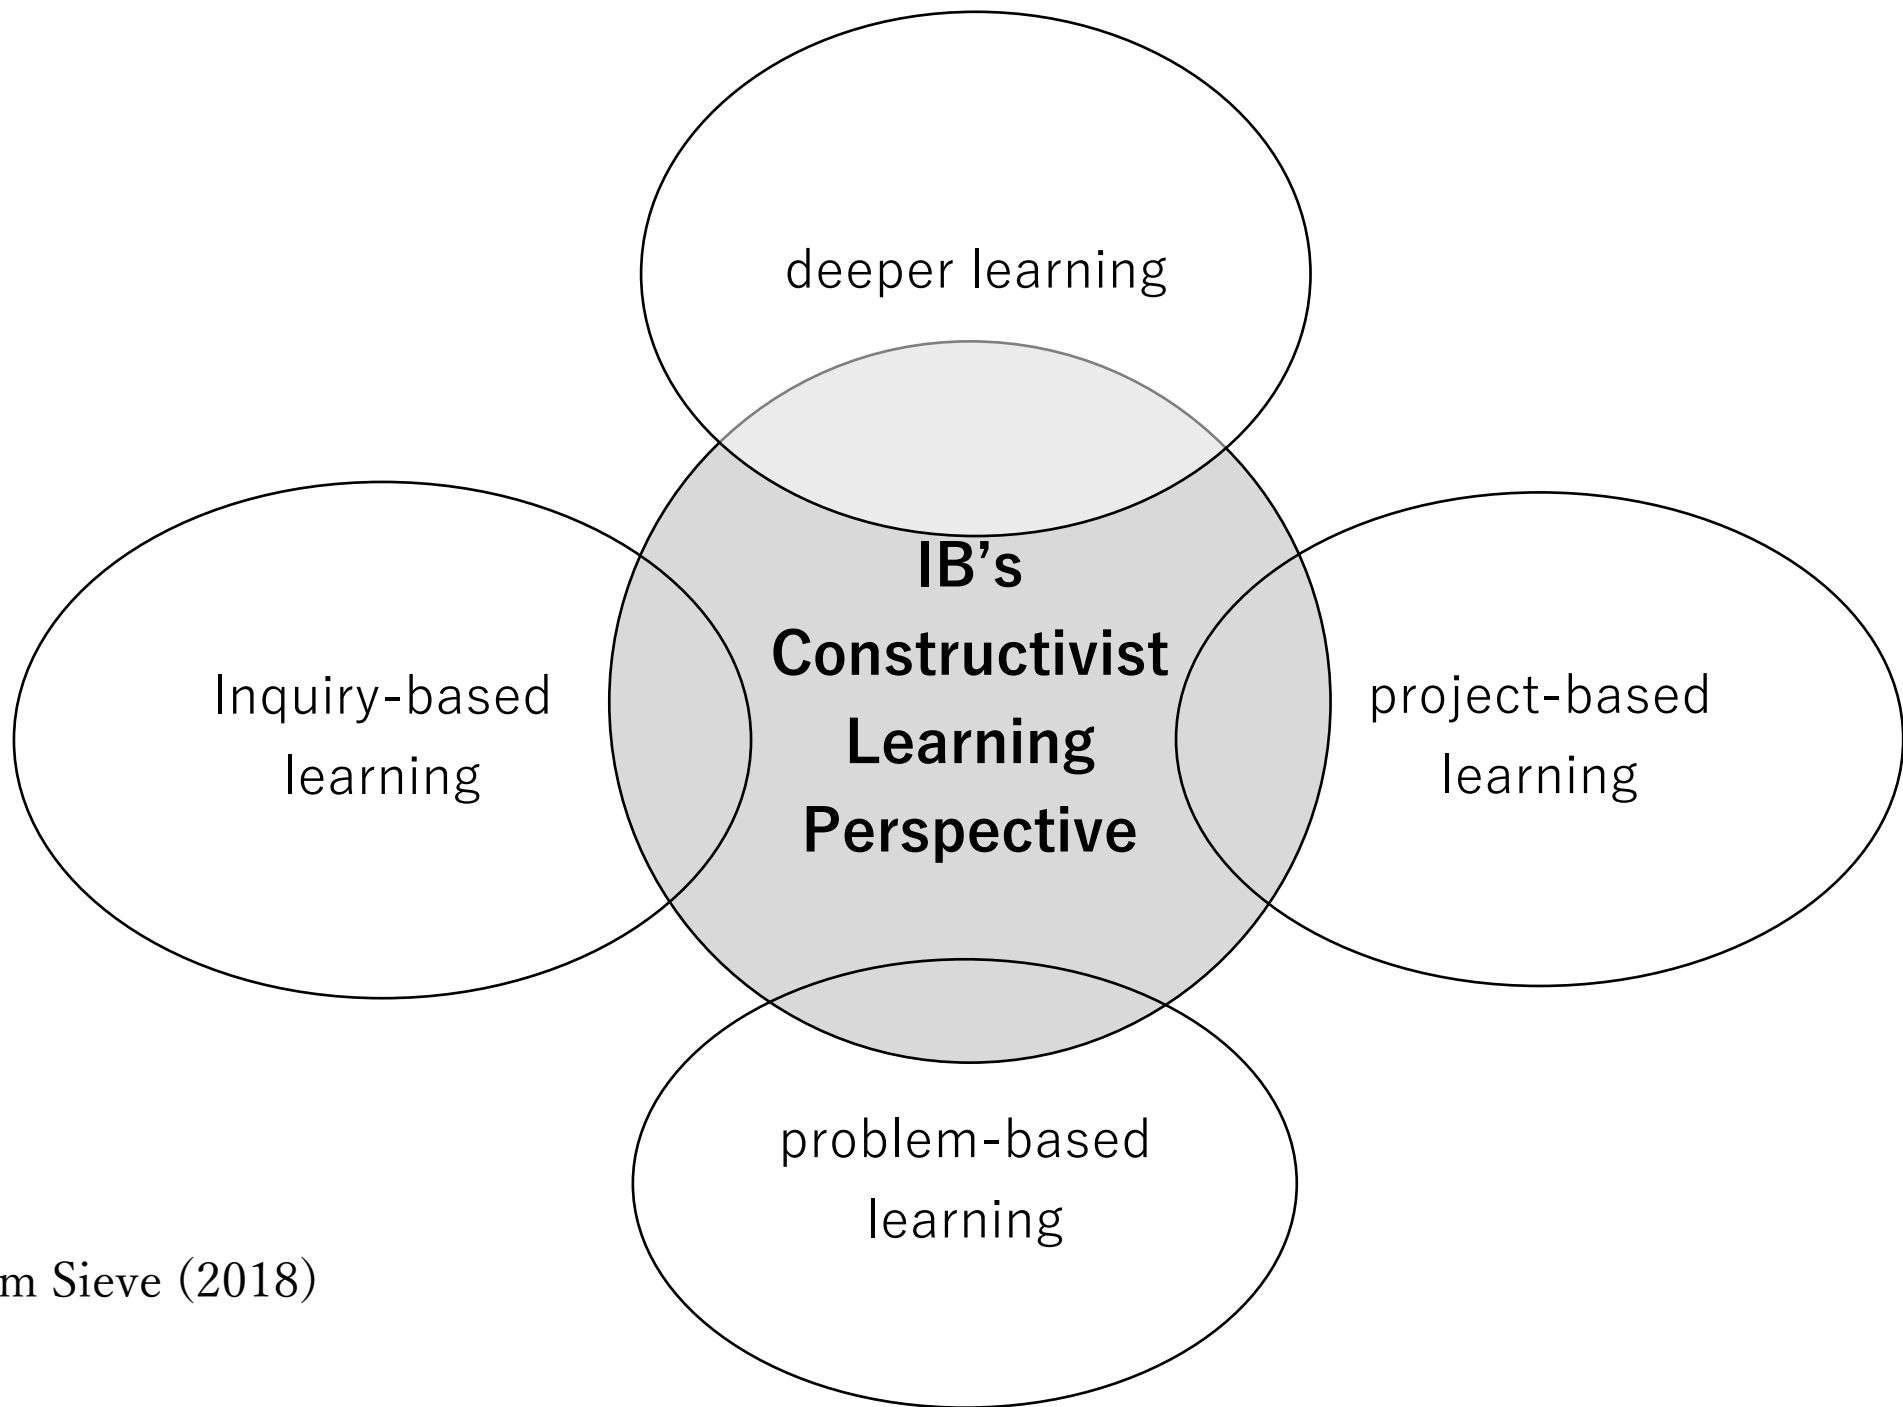 deeper learning
IB’s
Constructivist
Learning
Perspective
Inquiry-based
learning
project-based
learning
problem-based
learning
m Sieve (2018)